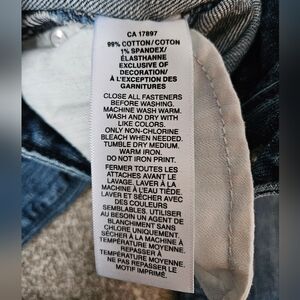 CA 17897
99% COTTON/COTON
1% SPANDEX/
ÉLASTHANNE
EXCLUSIVE OF
DECORATION/
À L'EXCEPTION DES
GARNITURES
CLOSE ALL FASTENERS
BEFORE WASHING.
MACHINE WASH WARM.
WASH AND DRY WITH
LIKE COLORS.
ONLY NON-CHLORINE
BLEACH WHEN NEEDED.
TUMBLE DRY MEDIUM.
WARM IRON.
DO NOT IRON PRINT.
FERMER TOUTES LES
ATTACHES AVANT LE
LAVAGE. LAVER À LA
MACHINE À L'EAU TIÈDE.
LAVER ET SÉCHER AVEC
DES COULEURS
SEMBLABLES. UTILISER
AU BESOIN UN AGENT DE
BLANCHIMENT SANS
CHLORE UNIQUEMENT.
SÉCHER À LA MACHINE À
TEMPÉRATURE MOYENNE.
REPASSER À
TEMPÉRATURE MOYENNE.
NE PAS REPASSER LE
MOTIF IMPRIMÉ.